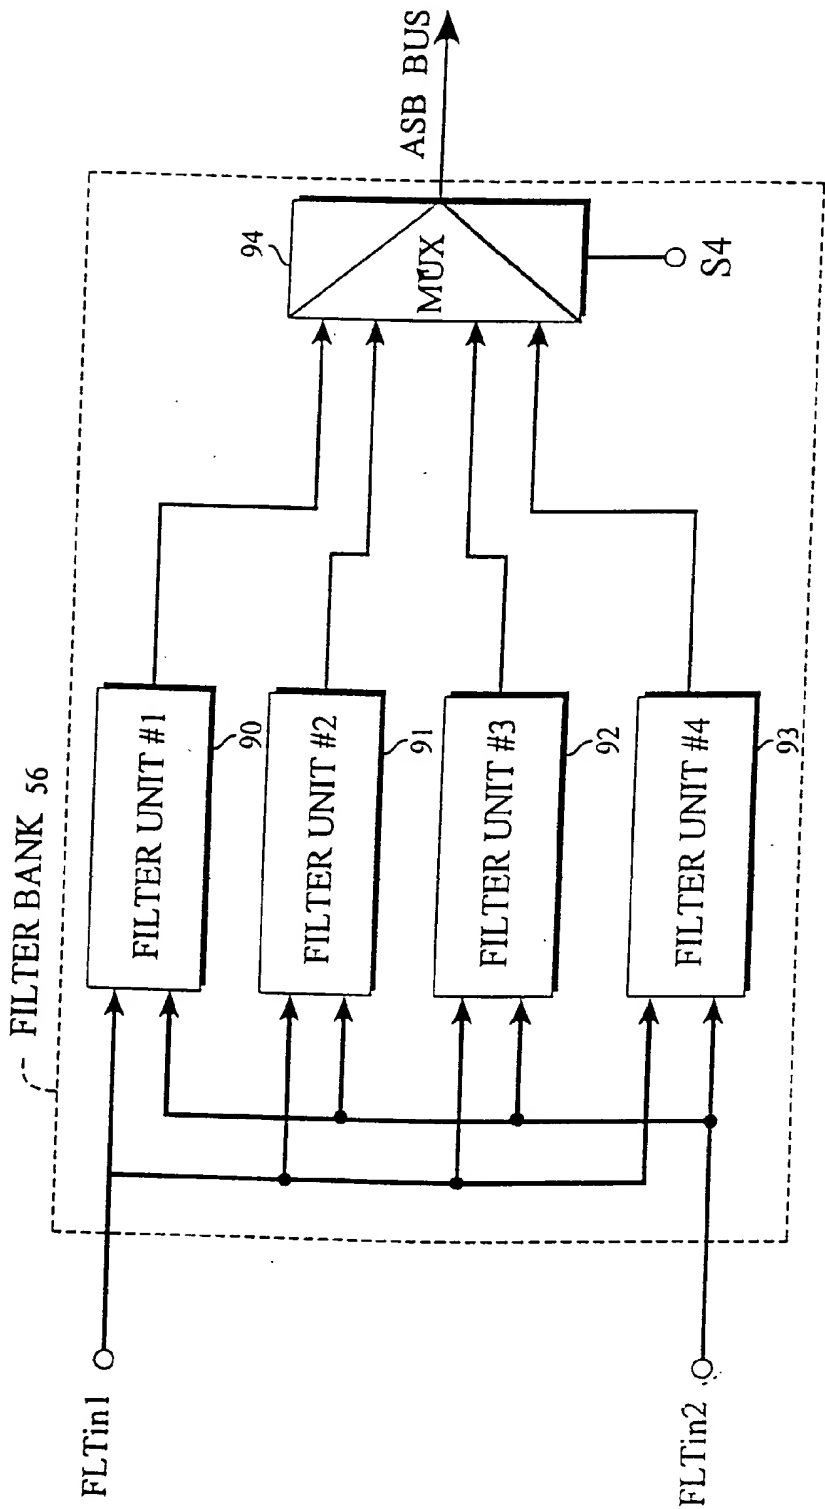 FILTER BANK 56
FLTin1
FLTin2
FILTER UNIT #1
90
FILTER UNIT #2
91
FILTER UNIT #3
92
FILTER UNIT #4
93
94
MUX
S4
ASB BUS